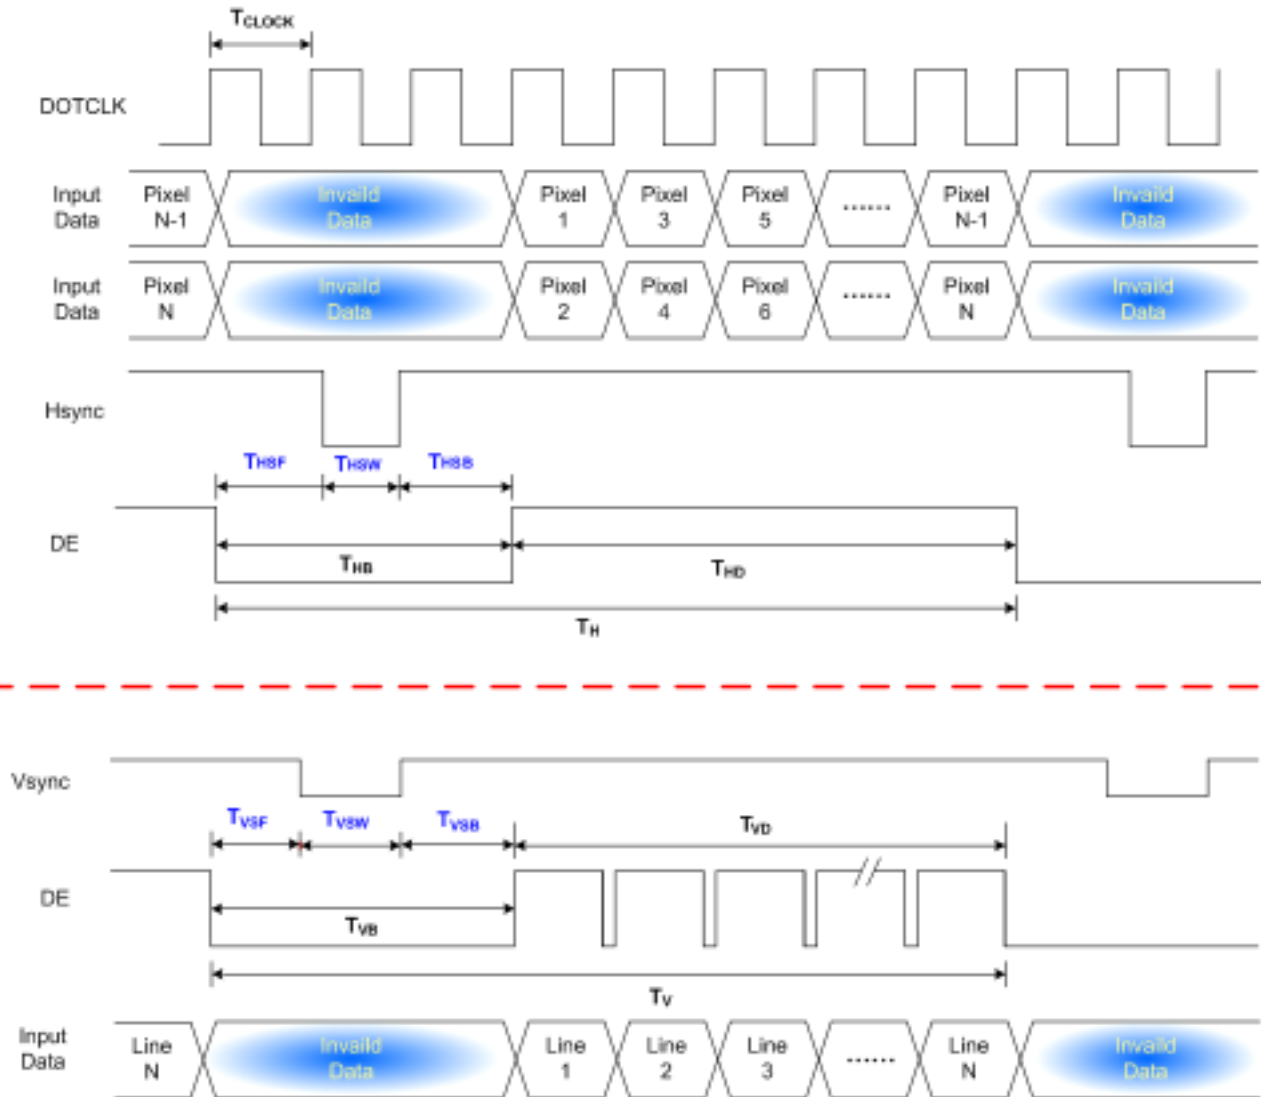 TCLOCK
DOTCLK
Input
Data
Pixel
N-1
Invaild
Data
Pixel
1
Pixel
3
Pixel
5
......
Pixel
N-1
Invaild
Data
Input
Data
Pixel
N
Invaild
Data
Pixel
2
Pixel
4
Pixel
6
......
Pixel
N
Invaild
Data
Hsync
THSF
THSW
THSB
DE
THB
THD
TH
Vsync
TVSF
TVSW
TVSB
TVD
DE
TVB
TV
Input
Data
Line
N
Invaild
Data
Line
1
Line
2
Line
3
......
Line
N
Invaild
Data